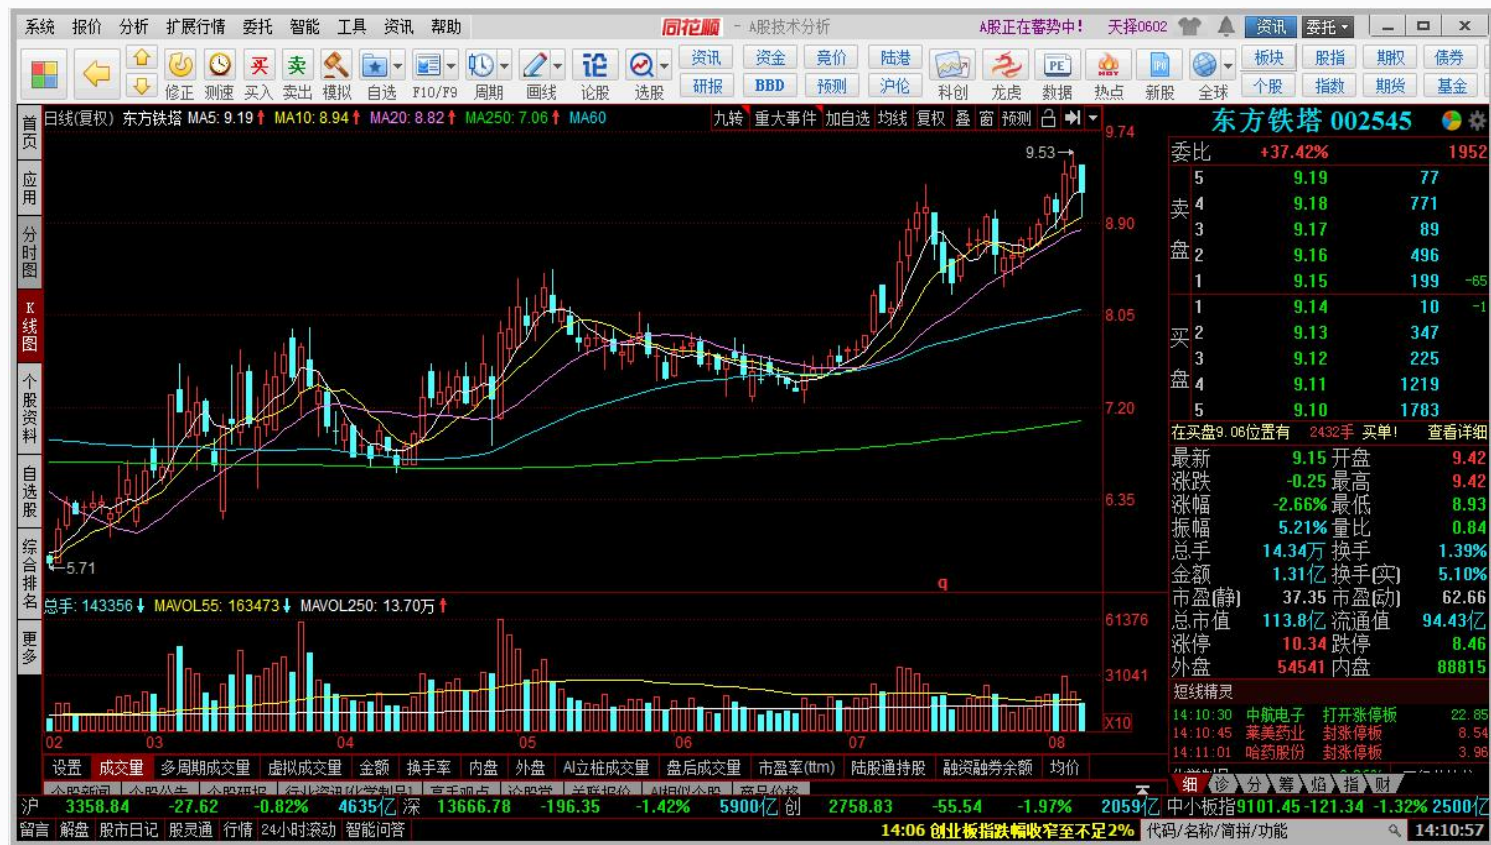 系统 报价 分析 扩展行情 委托 智能 工具 资讯 帮助 同花顺 - A股技术分析 A股正在蓄势中! 天择0602 资讯 委托
资讯 资金 竞价 陆港 板块 股指 期权 债券
修正 测速 买入 卖出 模拟 自选 F10/F9 周期 画线 论股 选股 研报 BBD 预测 沪伦 科创 龙虎 数据 热点 新股 全球 个股 指数 期货 基金
买 卖 论 PE HOT IPO
首页
应用
分时图
K线图
个股资料
自选股
综合排名
更多
日线(复权) 东方铁塔 MA5: 9.19 MA10: 8.94 MA20: 8.82 MA250: 7.06 MA60
九转 重大事件 加自选 均线 复权 叠 窗 预测
9.74
9.53
8.90
8.05
7.20
6.35
5.71
q
总手: 143356 MAVOL55: 163473 MAVOL250: 13.70万
61376
31041
X10
02 03 04 05 06 07 08
设置 成交量 多周期成交量 虚拟成交量 金额 换手率 内盘 外盘 AI立桩成交量 盘后成交量 市盈率(ttm) 陆股通持股 融资融券余额 均价
东方铁塔 002545
委比 +37.42% 1952
卖盘
5 9.19 77
4 9.18 771
3 9.17 89
2 9.16 496
1 9.15 199 -65
买盘
1 9.14 10 -1
2 9.13 347
3 9.12 225
4 9.11 1219
5 9.10 1783
在买盘9.06位置有 2432手 买单! 查看详细
最新 9.15 开盘 9.42
涨跌 -0.25 最高 9.42
涨幅 -2.66% 最低 8.93
振幅 5.21% 量比 0.84
总手 14.34万 换手 1.39%
金额 1.31亿 换手(实) 5.10%
市盈(静) 37.35 市盈(动) 62.66
总市值 113.8亿 流通值 94.43亿
涨停 10.34 跌停 8.46
外盘 54541 内盘 88815
短线精灵
14:10:30 中航电子 打开涨停板 22.85
14:10:45 莱美药业 封涨停板 8.54
14:11:01 哈药股份 封涨停板 3.96
细 诊 分 筹 焰 指 财
沪 3358.84 -27.62 -0.82% 4635亿 深 13666.78 -196.35 -1.42% 5900亿 创 2758.83 -55.54 -1.97% 2059亿 中小板指 9101.45 -121.34 -1.32% 2500亿
留言 解盘 股市日记 股灵通 行情 24小时滚动 智能问答 14:06 创业板指跌幅收窄至不足2% 代码/名称/简拼/功能 14:10:57